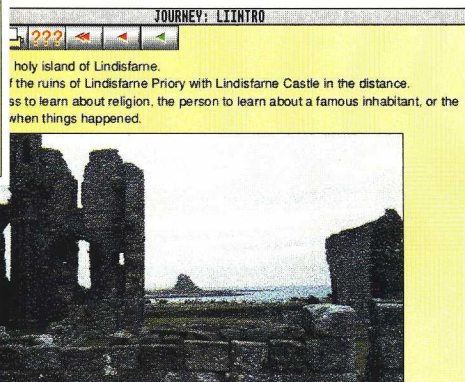 JOURNEY: LIINTRO
???
holy island of Lindisfarne.
f the ruins of Lindisfarne Priory with Lindisfarne Castle in the distance.
ss to learn about religion, the person to learn about a famous inhabitant, or the
when things happened.